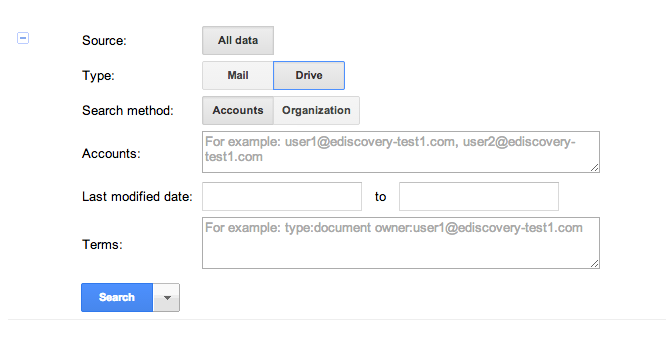 Source: All data
Type: Mail Drive
Search method: Accounts Organization
Accounts: For example: user1@ediscovery-test1.com, user2@ediscovery-
test1.com
Last modified date: to
Terms: For example: type:document owner:user1@ediscovery-test1.com
Search